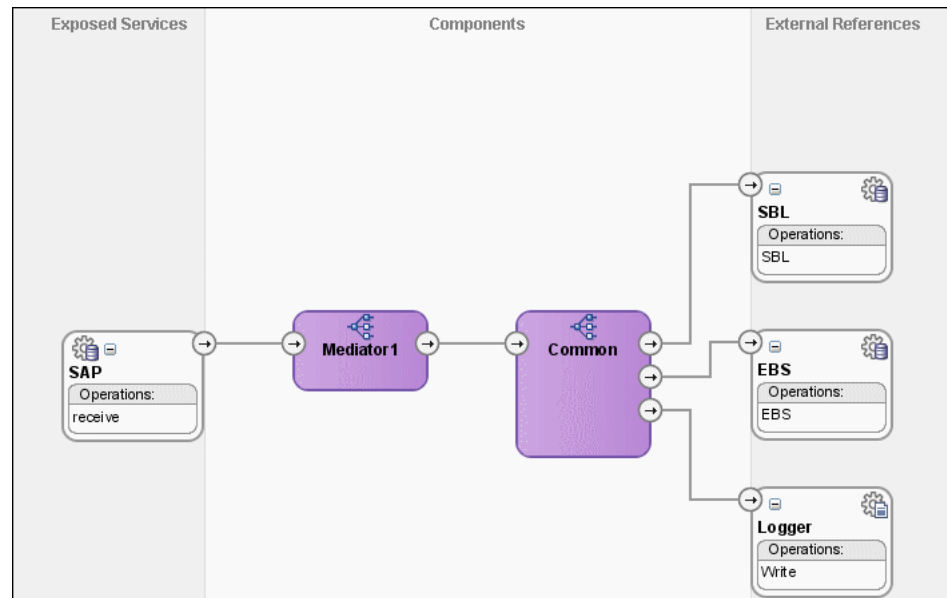 Exposed Services
Components
External References
SAP
Operations:
receive
Mediator1
Common
SBL
Operations:
SBL
EBS
Operations:
EBS
Logger
Operations:
Write